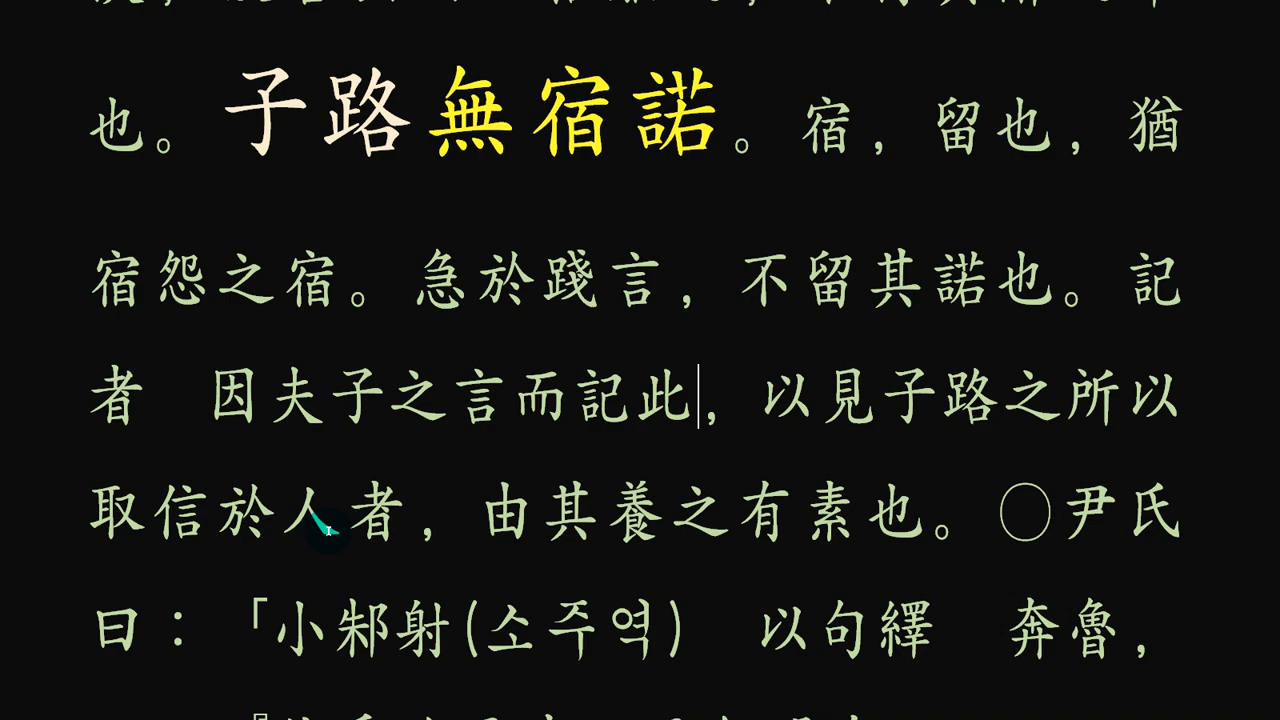 也。子路無宿諾。宿，留也，猶
宿怨之宿。急於踐言，不留其諾也。記
者 因夫子之言而記此，以見子路之所以
取信於人者，由其養之有素也。○尹氏
曰：「小邾射(소주역) 以句繹 奔魯，